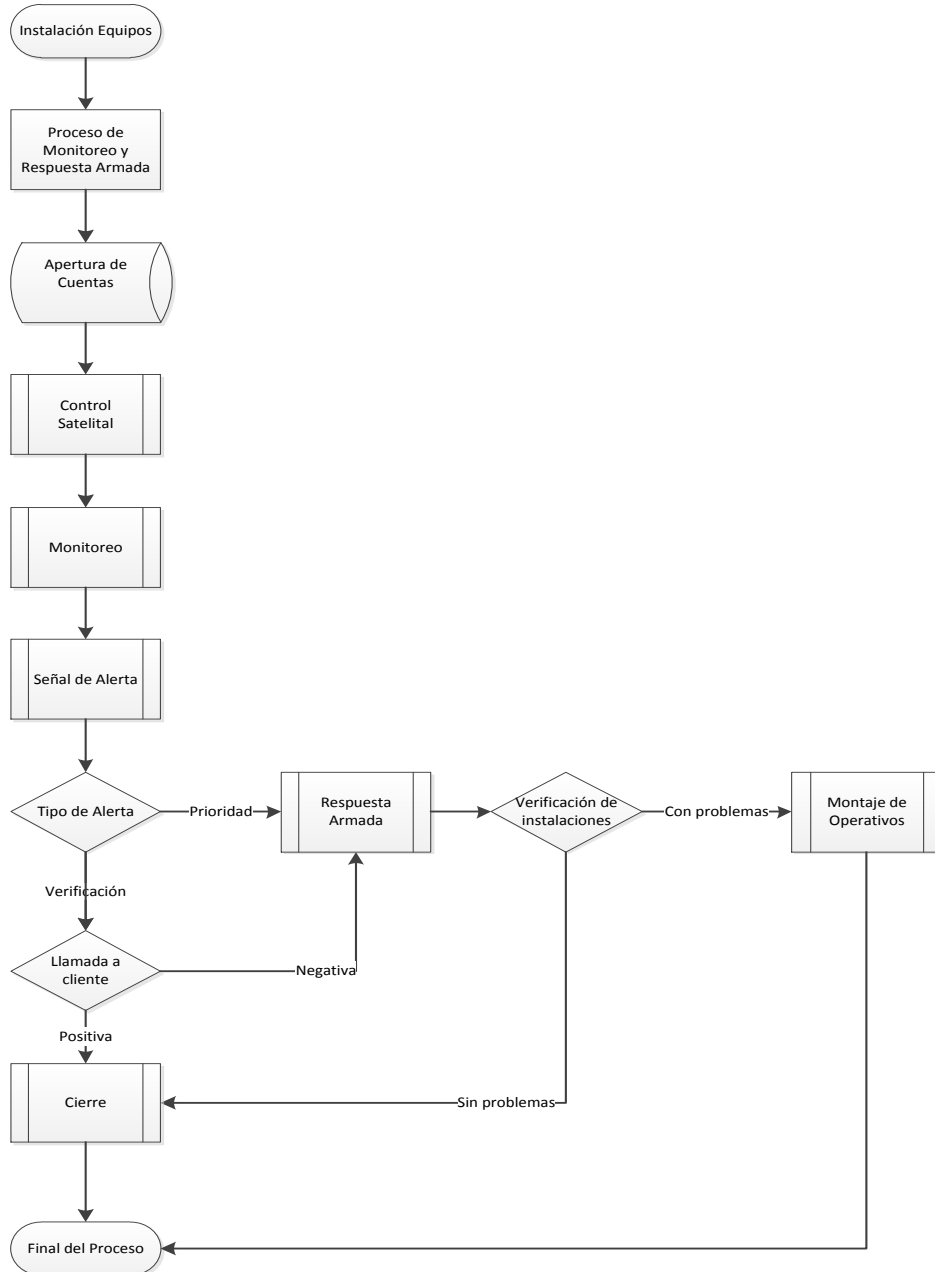 Instalación Equipos
Proceso de
Monitoreo y
Respuesta Armada
Apertura de
Cuentas
Control
Satelital
Monitoreo
Señal de Alerta
Tipo de Alerta
Prioridad
Respuesta
Armada
Verificación de
instalaciones
Con problemas
Montaje de
Operativos
Verificación
Llamada a
cliente
Negativa
Positiva
Cierre
Sin problemas
Final del Proceso